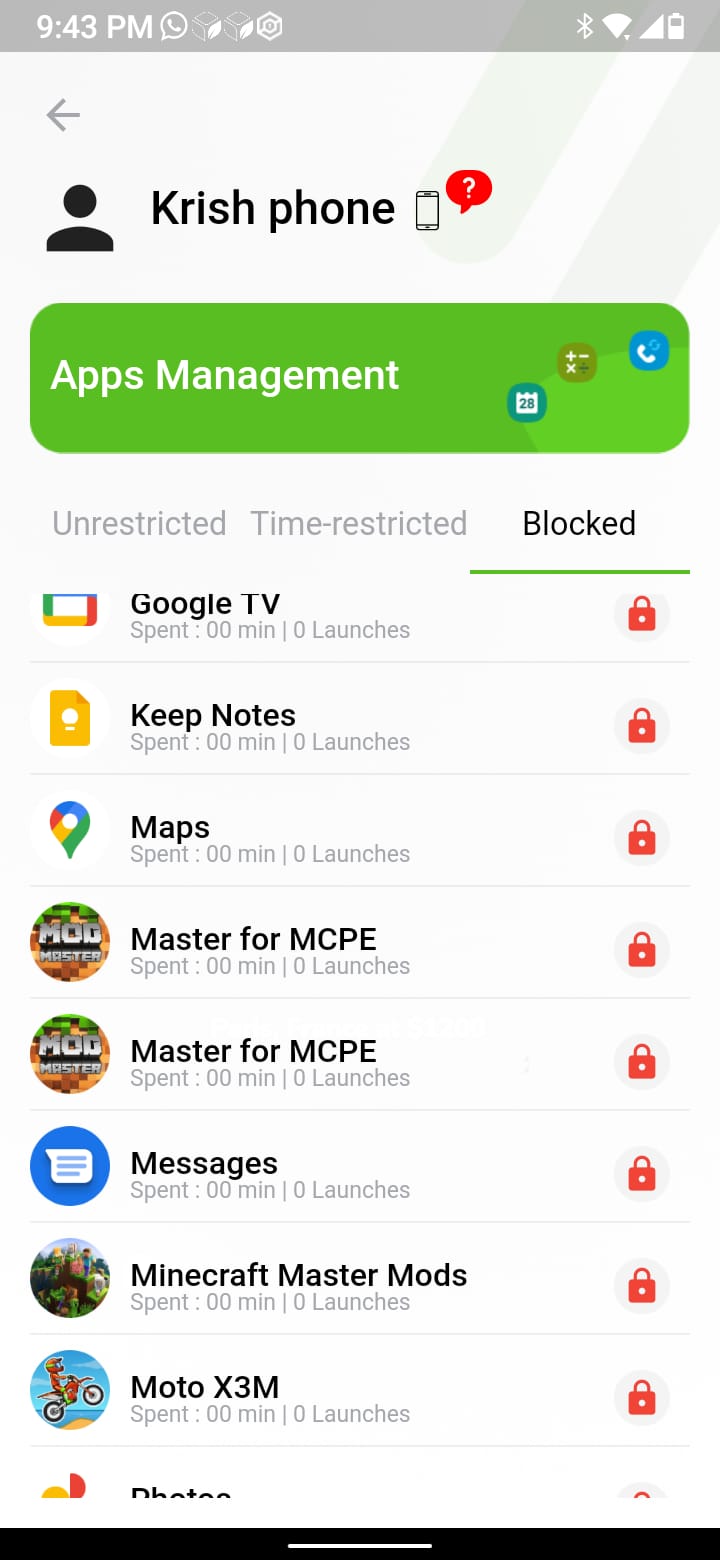 9:43 PM
Krish phone
?
Apps Management
28
Unrestricted Time-restricted Blocked
Google TV
Spent : 00 min | 0 Launches
Keep Notes
Spent : 00 min | 0 Launches
Maps
Spent : 00 min | 0 Launches
MOD
MASTER
Master for MCPE
Spent : 00 min | 0 Launches
MOD
MASTER
Master for MCPE
Spent : 00 min | 0 Launches
Messages
Spent : 00 min | 0 Launches
Minecraft Master Mods
Spent : 00 min | 0 Launches
Moto X3M
Spent : 00 min | 0 Launches
Photos